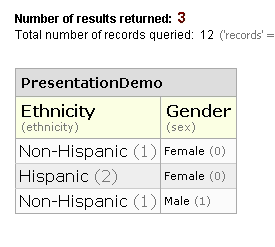 Number of results returned: 3
Total number of records queried: 12 ('records' =
PresentationDemo
Ethnicity Gender
(ethnicity) (sex)
Non-Hispanic (1) Female (0)
Hispanic (2) Female (0)
Non-Hispanic (1) Male (1)